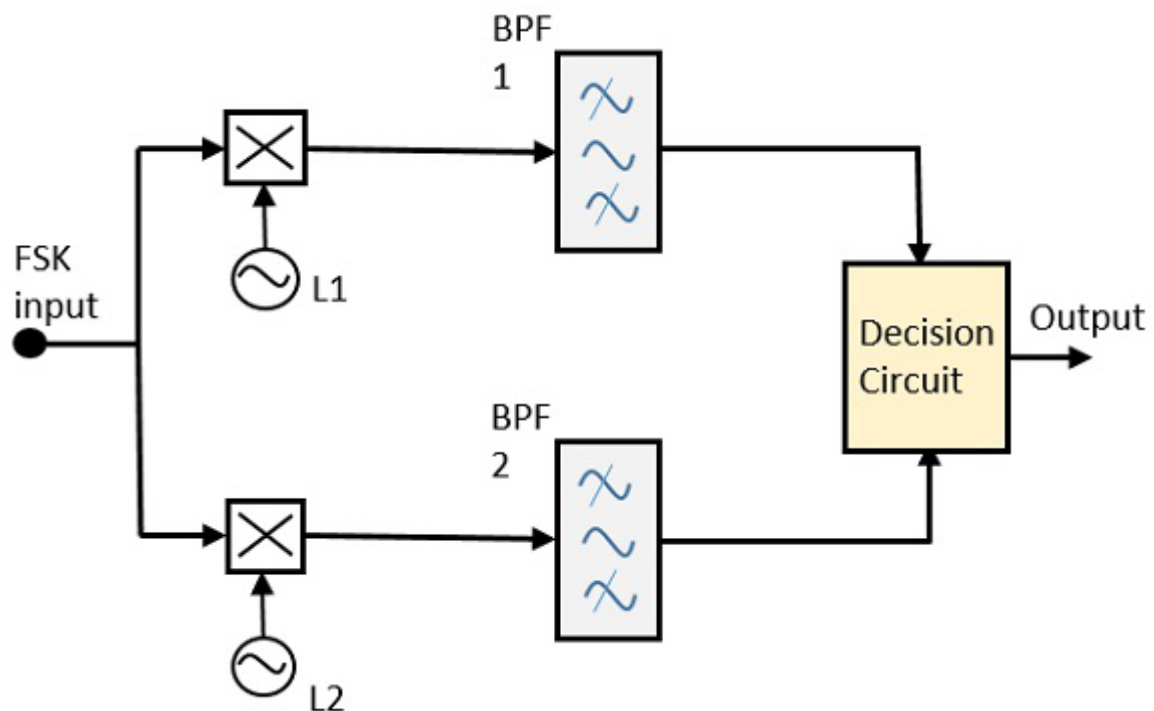 BPF
1
L1
FSK
input
Decision
Circuit
Output
BPF
2
L2